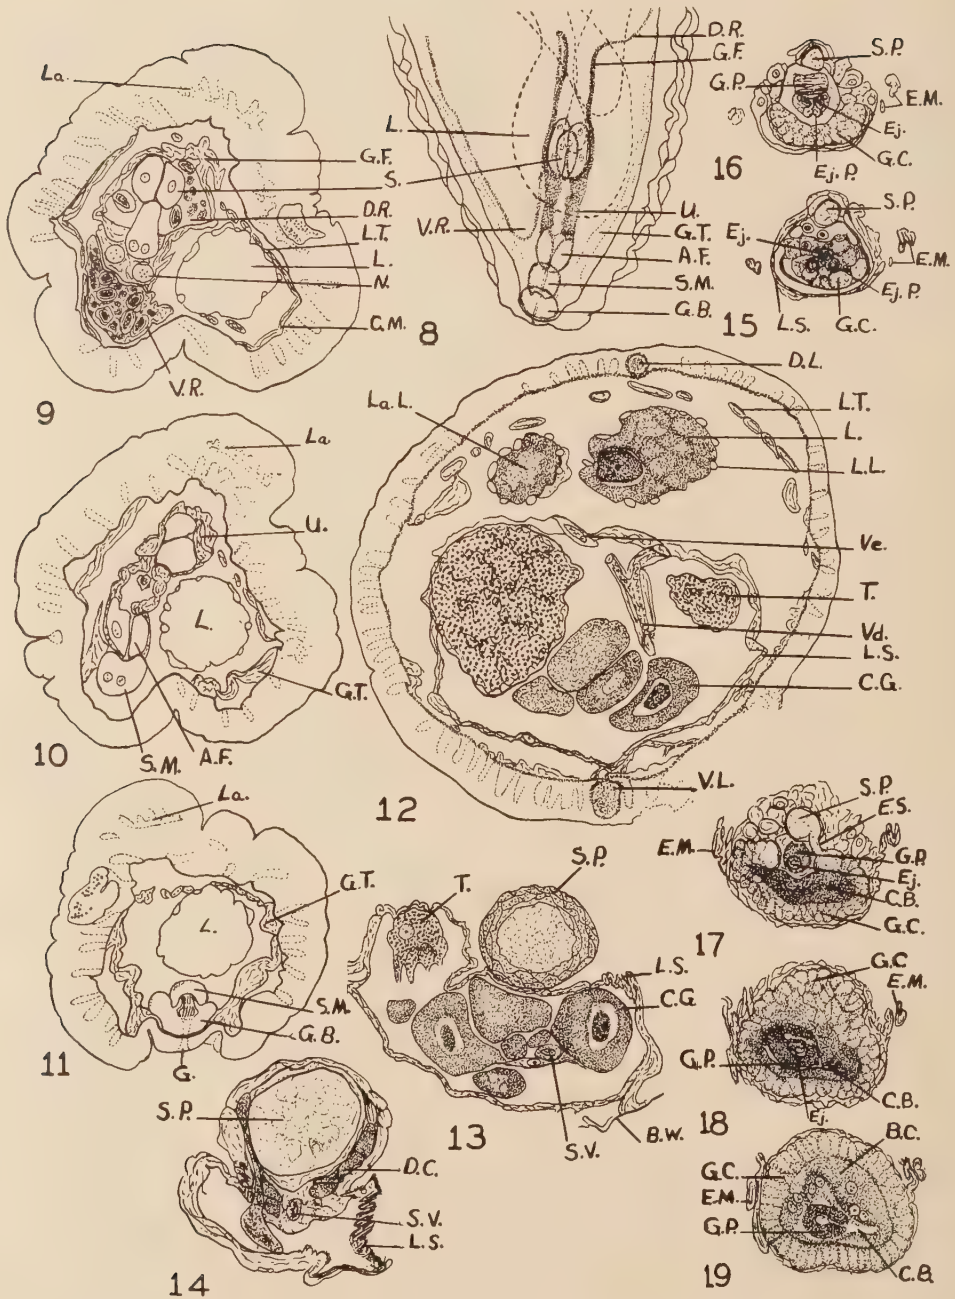 La.
G.F.
S.
D.R.
L.T.
L.
N.
C.M.
V.R.
9
D.R.
G.F.
L.
V.R.
U.
G.T.
A.F.
S.M.
G.B.
8
S.P.
G.P.
E.M.
Ej.
G.C.
Ej. P.
16
S.P.
Ej.
E.M.
Ej. P.
L.S.
G.C.
15
La
U.
L.
G.T.
S.M.
A.F.
10
D.L.
La. L.
L.T.
L.
L.L.
Ve.
T.
Vd.
L.S.
C.G.
V.L.
12
La.
G.T.
L.
S.M.
G.B.
G.
11
S.P.
T.
L.S.
C.G
S.V.
B.W.
13
S.P.
D.C.
S.V.
L.S.
14
S.P.
E.S.
E.M.
G.P.
Ej.
C.B.
G.C.
17
G.C
E.M.
G.P.
C.B.
Ej.
18
B.C.
G.C.
E.M.
G.P.
C.B.
19